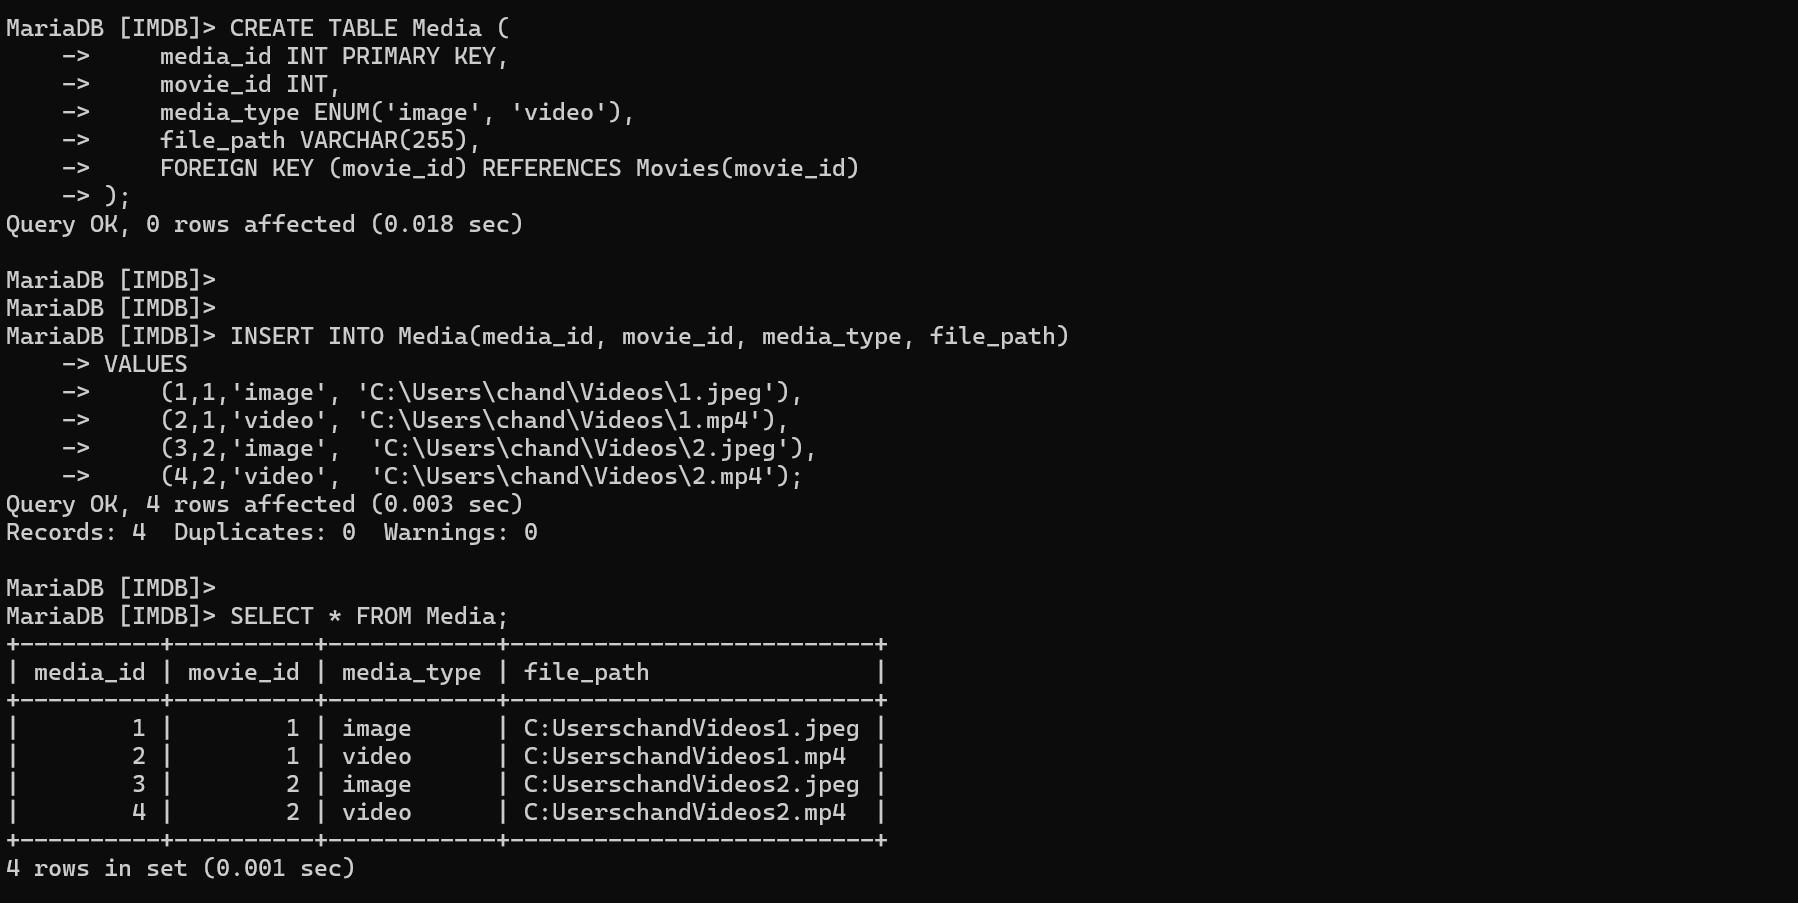 MariaDB [IMDB]> CREATE TABLE Media (
    ->     media_id INT PRIMARY KEY,
    ->     movie_id INT,
    ->     media_type ENUM('image', 'video'),
    ->     file_path VARCHAR(255),
    ->     FOREIGN KEY (movie_id) REFERENCES Movies(movie_id)
    -> );
Query OK, 0 rows affected (0.018 sec)

MariaDB [IMDB]>
MariaDB [IMDB]>
MariaDB [IMDB]> INSERT INTO Media(media_id, movie_id, media_type, file_path)
    -> VALUES
    ->     (1,1,'image', 'C:\Users\chand\Videos\1.jpeg'),
    ->     (2,1,'video', 'C:\Users\chand\Videos\1.mp4'),
    ->     (3,2,'image',  'C:\Users\chand\Videos\2.jpeg'),
    ->     (4,2,'video',  'C:\Users\chand\Videos\2.mp4');
Query OK, 4 rows affected (0.003 sec)
Records: 4  Duplicates: 0  Warnings: 0

MariaDB [IMDB]>
MariaDB [IMDB]> SELECT * FROM Media;
+----------+----------+------------+--------------------------+
| media_id | movie_id | media_type | file_path                |
+----------+----------+------------+--------------------------+
|        1 |        1 | image      | C:UserschandVideos1.jpeg |
|        2 |        1 | video      | C:UserschandVideos1.mp4  |
|        3 |        2 | image      | C:UserschandVideos2.jpeg |
|        4 |        2 | video      | C:UserschandVideos2.mp4  |
+----------+----------+------------+--------------------------+
4 rows in set (0.001 sec)